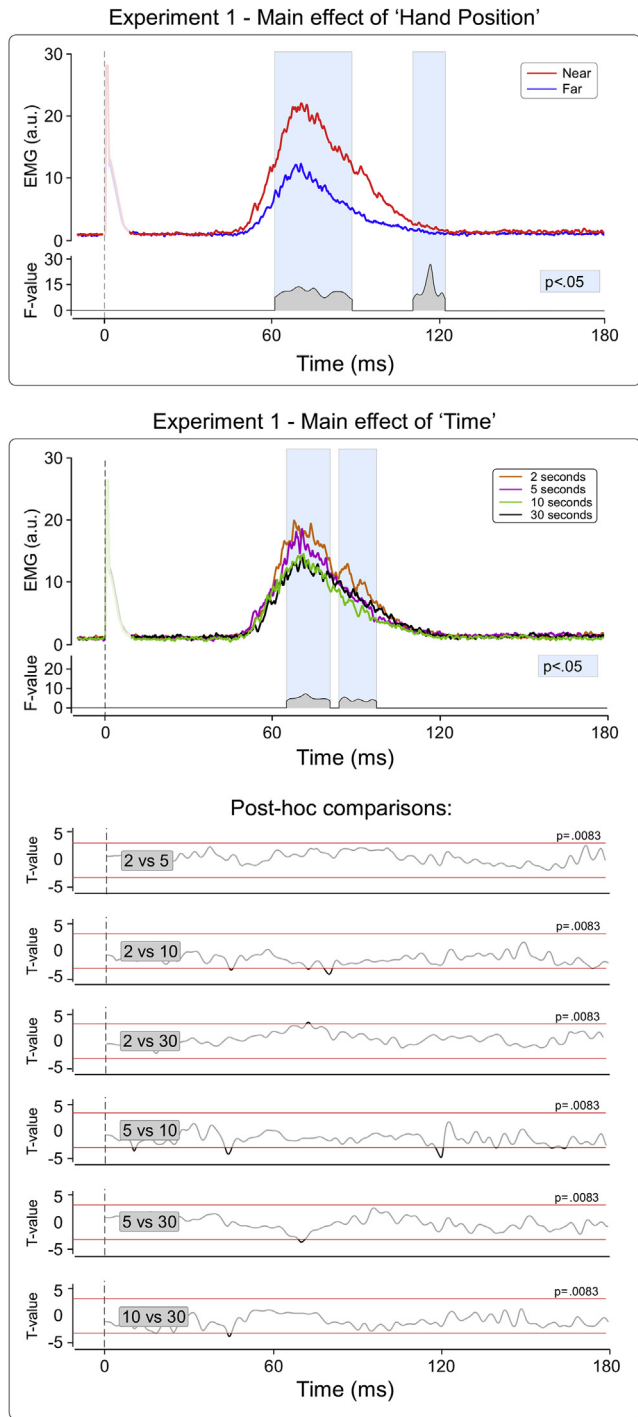 Experiment 1 - Main effect of ‘Hand Position’
30
20
10
0
EMG (a.u.)
Near
Far
30
15
0
F-value
p<.05
0
60
120
180
Time (ms)
Experiment 1 - Main effect of ‘Time’
30
20
10
0
EMG (a.u.)
2 seconds
5 seconds
10 seconds
30 seconds
20
10
0
F-value
p<.05
0
60
120
180
Time (ms)
Post-hoc comparisons:
5
0
-5
T-value
2 vs 5
p=.0083
5
0
-5
T-value
2 vs 10
p=.0083
5
0
-5
T-value
2 vs 30
p=.0083
5
0
-5
T-value
5 vs 10
p=.0083
5
0
-5
T-value
5 vs 30
p=.0083
5
0
-5
T-value
10 vs 30
p=.0083
0
60
120
180
Time (ms)